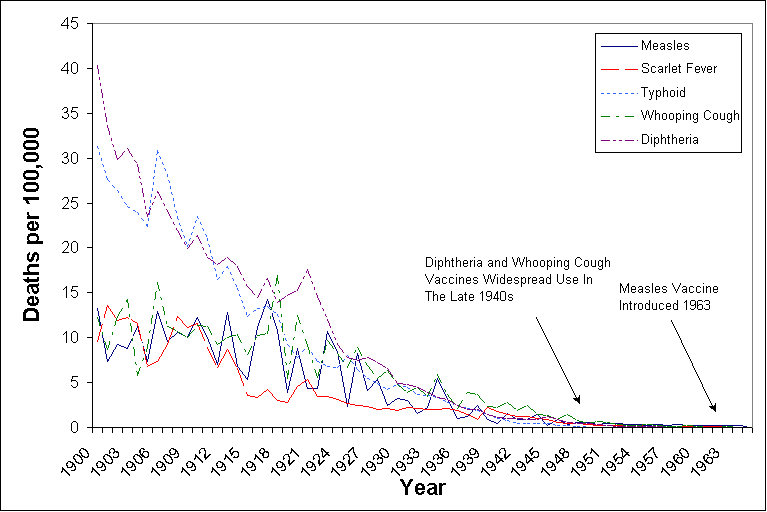 45
40
35
30
25
20
15
10
5
0
Deaths per 100,000
Measles
Scarlet Fever
Typhoid
Whooping Cough
Diphtheria
Diphtheria and Whooping Cough
Vaccines Widespread Use In
The Late 1940s
Measles Vaccine
Introduced 1963
1900 1903 1906 1909 1912 1915 1918 1921 1924 1927 1930 1933 1936 1939 1942 1945 1948 1951 1954 1957 1960 1963
Year